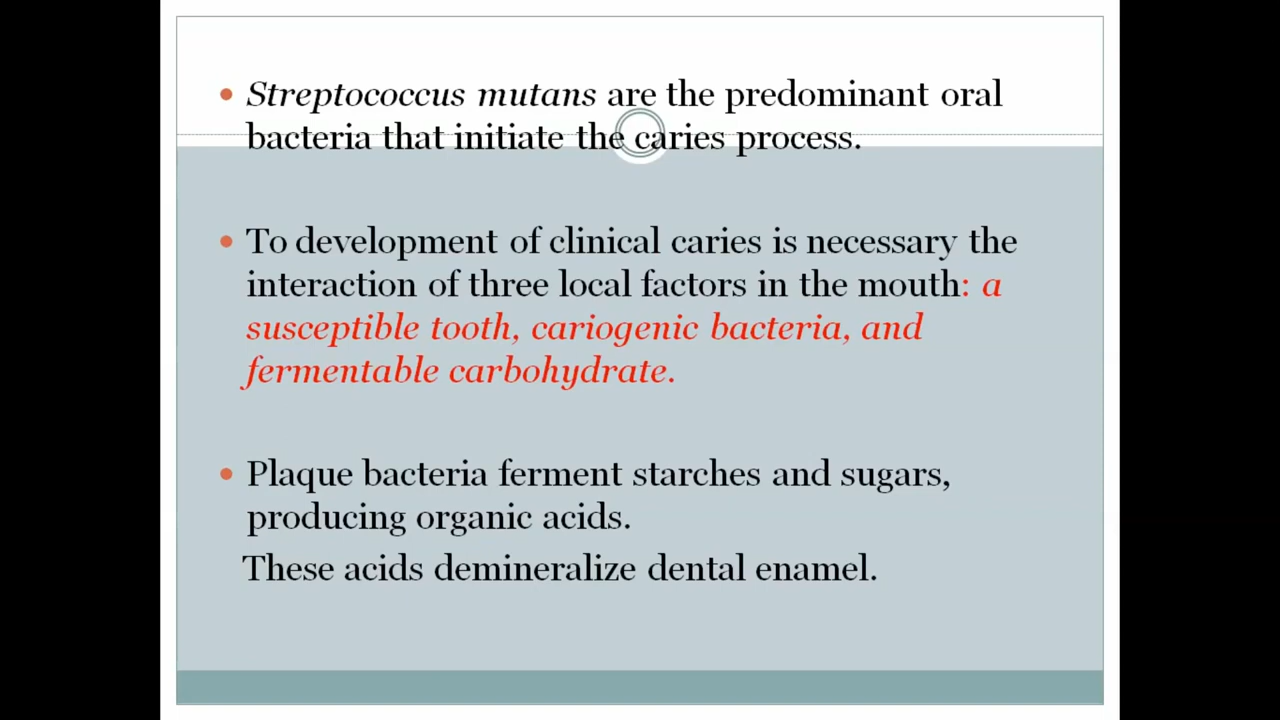 Streptococcus mutans are the predominant oral
bacteria that initiate the caries process.
To development of clinical caries is necessary the
interaction of three local factors in the mouth: a
susceptible tooth, cariogenic bacteria, and
fermentable carbohydrate.
Plaque bacteria ferment starches and sugars,
producing organic acids.
These acids demineralize dental enamel.